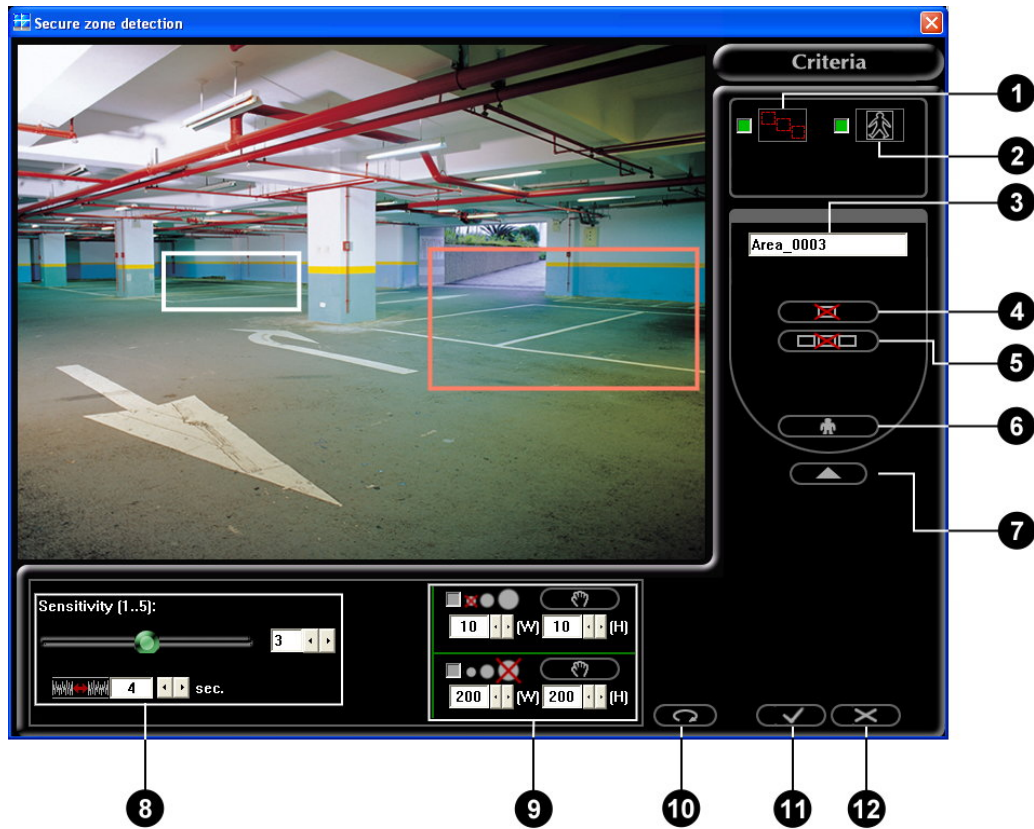 Secure zone detection
Criteria
1
2
3
Area_0003
4
5
6
7
Sensitivity (1..5):
3
4 sec.
10 (W) 10 (H)
200 (W) 200 (H)
8
9
10
11
12